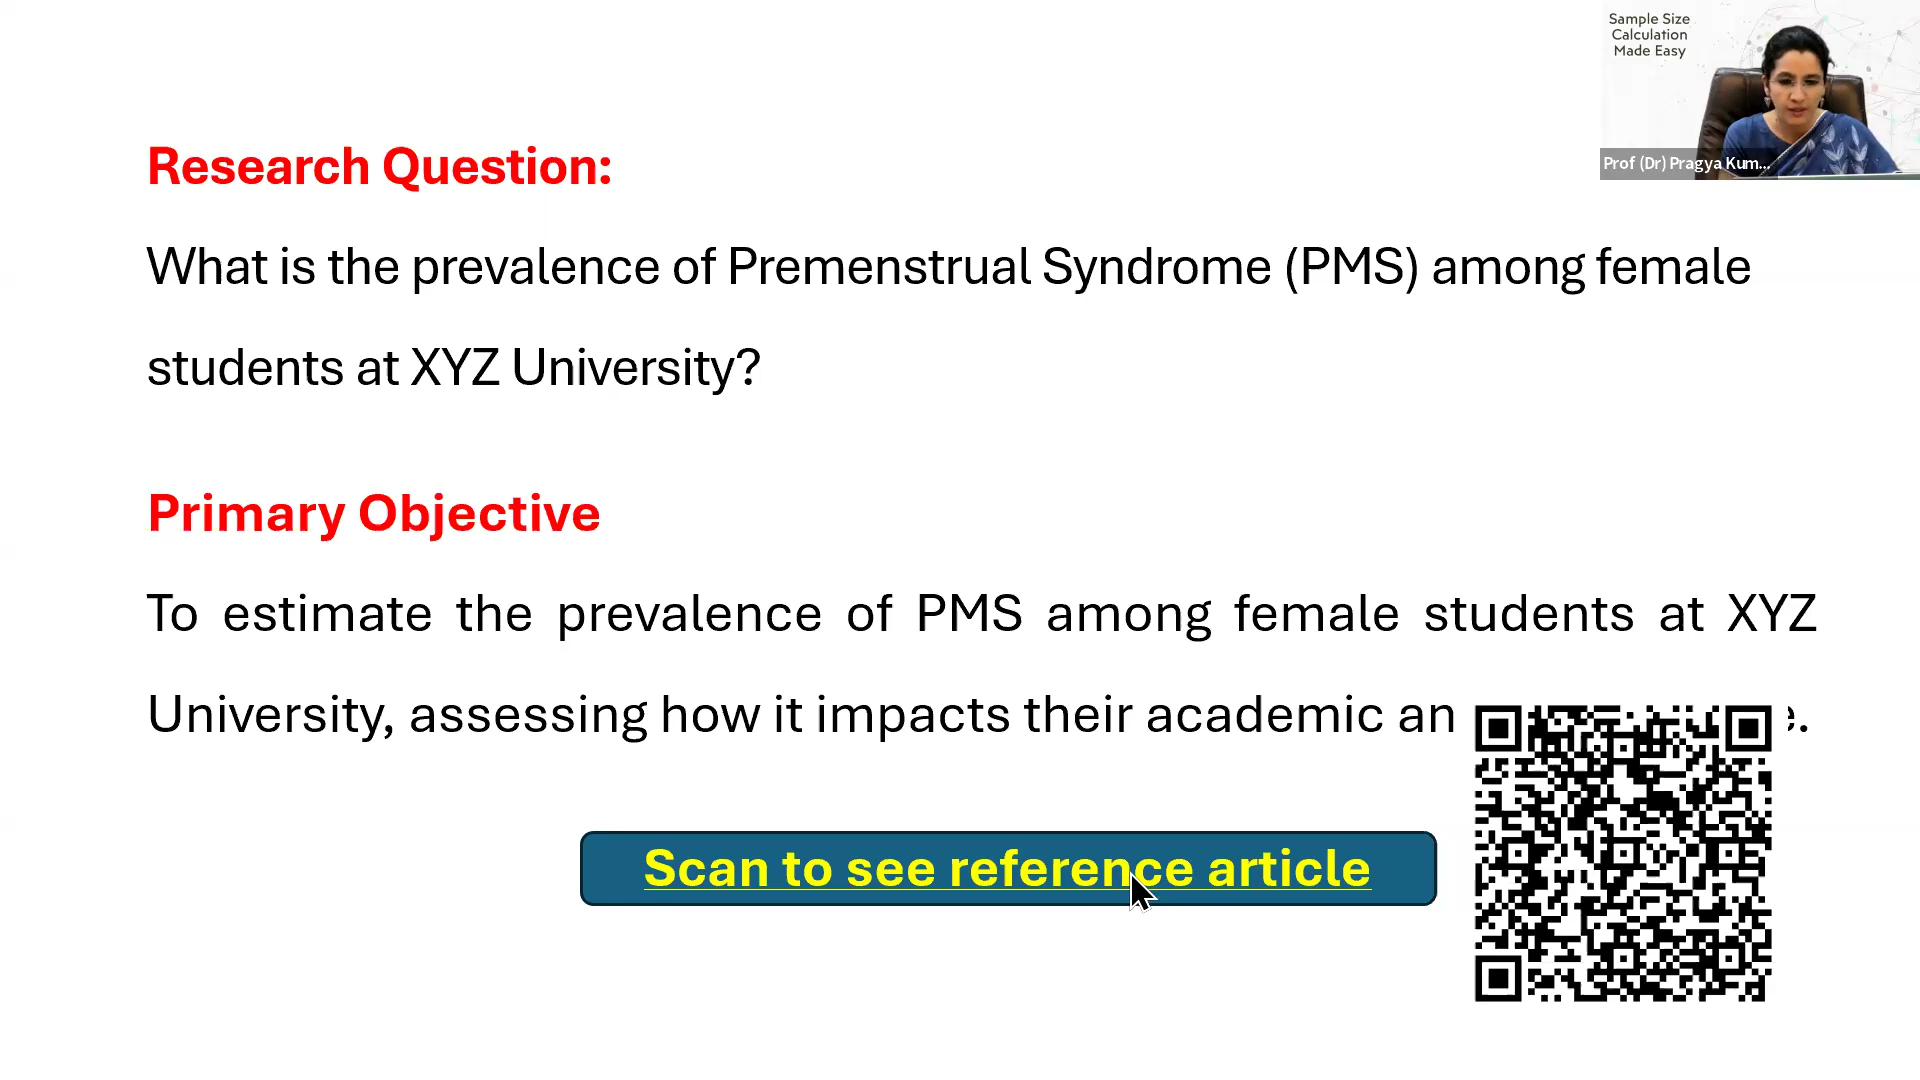 Sample Size
Calculation
Made Easy
Prof (Dr) Pragya Kum...
Research Question:
What is the prevalence of Premenstrual Syndrome (PMS) among female
students at XYZ University?
Primary Objective
To estimate the prevalence of PMS among female students at XYZ
University, assessing how it impacts their academic an
Scan to see reference article